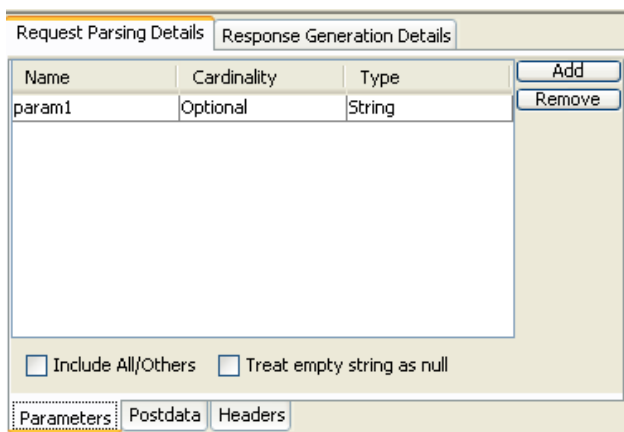 Request Parsing Details Response Generation Details
Name Cardinality Type Add
param1 Optional String Remove
Include All/Others Treat empty string as null
Parameters Postdata Headers